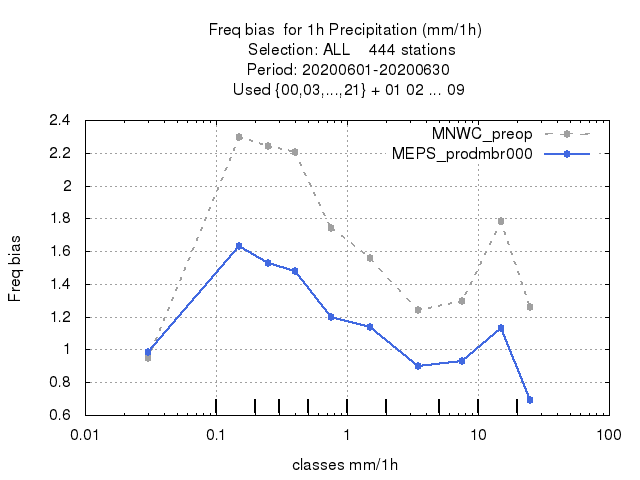 Freq bias  for 1h Precipitation (mm/1h)
Selection: ALL    444 stations
Period: 20200601-20200630
Used {00,03,...,21} + 01 02 ... 09
MNWC_preop
MEPS_prodmbr000
Freq bias
2.4
2.2
2
1.8
1.6
1.4
1.2
1
0.8
0.6
0.01
0.1
1
10
100
classes mm/1h